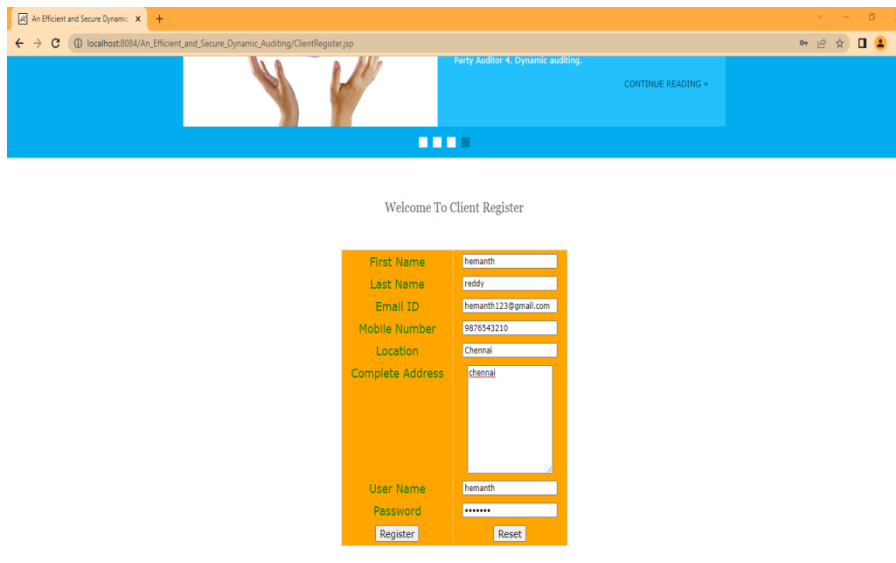 An Efficient and Secure Dynamic
localhost:8084/An_Efficient_and_Secure_Dynamic_Auditing/ClientRegister.jsp
Party Auditor 4. Dynamic auditing.
CONTINUE READING >
Welcome To Client Register
First Name hemanth
Last Name reddy
Email ID hemanth123@gmail.com
Mobile Number 9876543210
Location Chennai
Complete Address chennai
User Name hemanth
Password •••••••
Register Reset